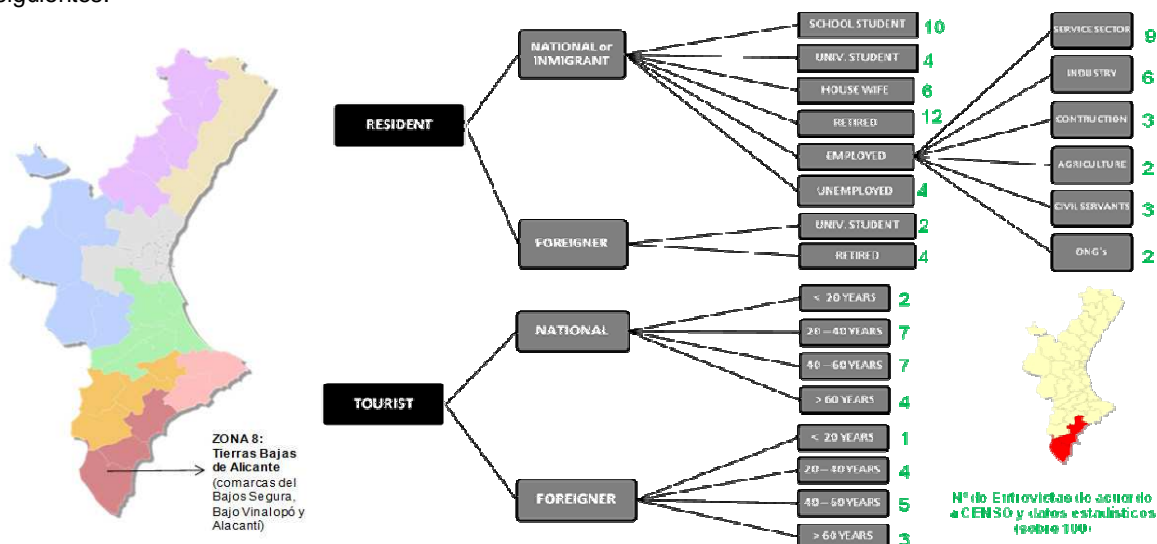 siguientes:
SCHOOL STUDENT 10
NATIONAL or
INMIGRANT
UNIV. STUDENT 4
HOUSE WIFE 6
RESIDENT
RETIRED 12
EMPLOYED
UNEMPLOYED 4
SERVICE SECTOR 9
INDUSTRY 6
CONTRUCTION 3
AGRICULTURE 2
CIVIL SERVANTS 3
ONG's 2
FOREIGNER
UNIV. STUDENT 2
RETIRED 4
TOURIST
NATIONAL
< 20 YEARS 2
20 – 40 YEARS 7
40 – 60 YEARS 7
> 60 YEARS 4
FOREIGNER
< 20 YEARS 1
20 – 40 YEARS 4
40 – 60 YEARS 5
> 60 YEARS 3
ZONA 8:
Tierras Bajas
de Alicante
(comarcas del
Bajos Segura,
Bajo Vinalopó y
Alacantí)
Nº de Entrevistas de acuerdo
a CENSO y datos estadísticos
(sobre 100)